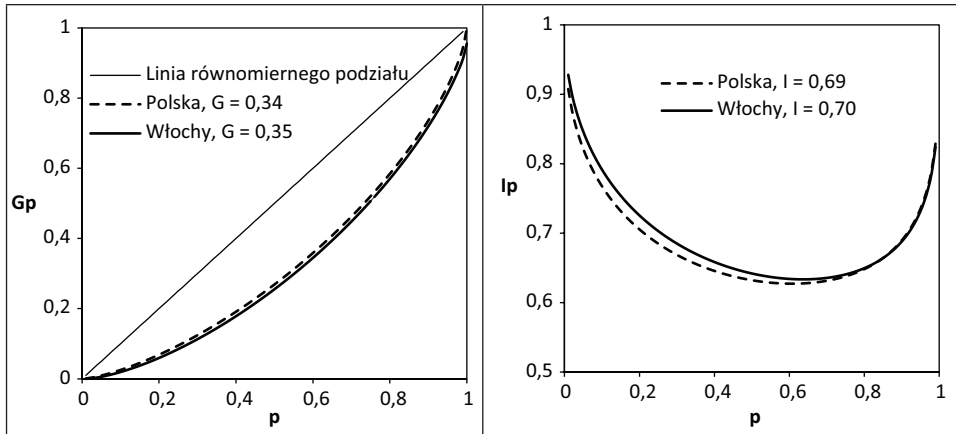 1
0,8
0,6
0,4
0,2
0
Gp
Linia równomiernego podziału
Polska, G = 0,34
Włochy, G = 0,35
0 0,2 0,4 0,6 0,8 1
p
1
0,9
0,8
0,7
0,6
0,5
Ip
Polska, I = 0,69
Włochy, I = 0,70
0 0,2 0,4 0,6 0,8 1
p